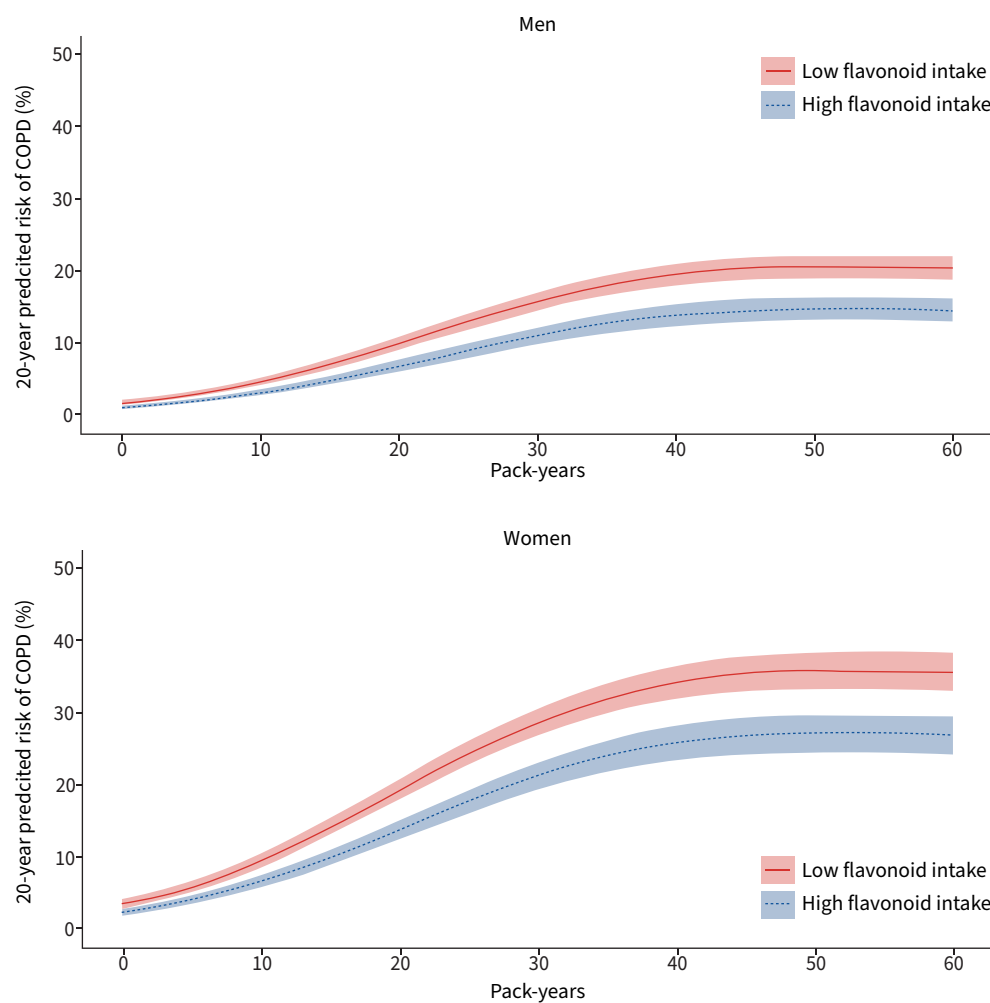 Men
20-year predcited risk of COPD (%)
50
40
30
20
10
0
Low flavonoid intake
High flavonoid intake
0 10 20 30 40 50 60
Pack-years
Women
20-year predcited risk of COPD (%)
50
40
30
20
10
0
Low flavonoid intake
High flavonoid intake
0 10 20 30 40 50 60
Pack-years